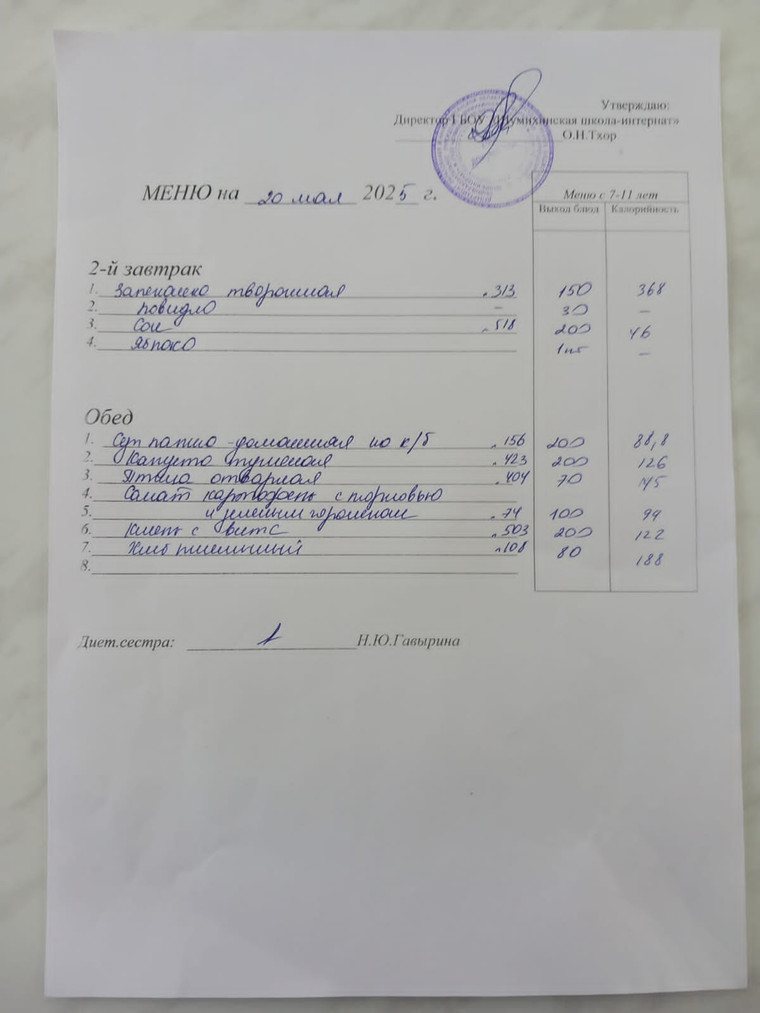 Утверждаю:
Директор ГБОУ «Шумихинская школа-интернат»
О.Н.Тхор
МЕНЮ на 20 мая 2025 г.
Меню с 7-11 лет
Выход блюд Калорийность
2-й завтрак
1. Запеканка творожная .313 150 368
2. повидло – 30 –
3. Сок .518 200 46
4. Яблоко 1шт –
Обед
1. Суп лапша-домашняя на к/б .156 200 88,8
2. Капуста тушеная .423 200 126
3. Птица отварная .404 70 145
4. Салат картофель с морковью
5. и зеленым горошком .74 100 94
6. Кисель с вит С .503 200 122
7. Хлеб пшеничный .108 80 188
8.
Диет.сестра: Н.Ю.Гавырина